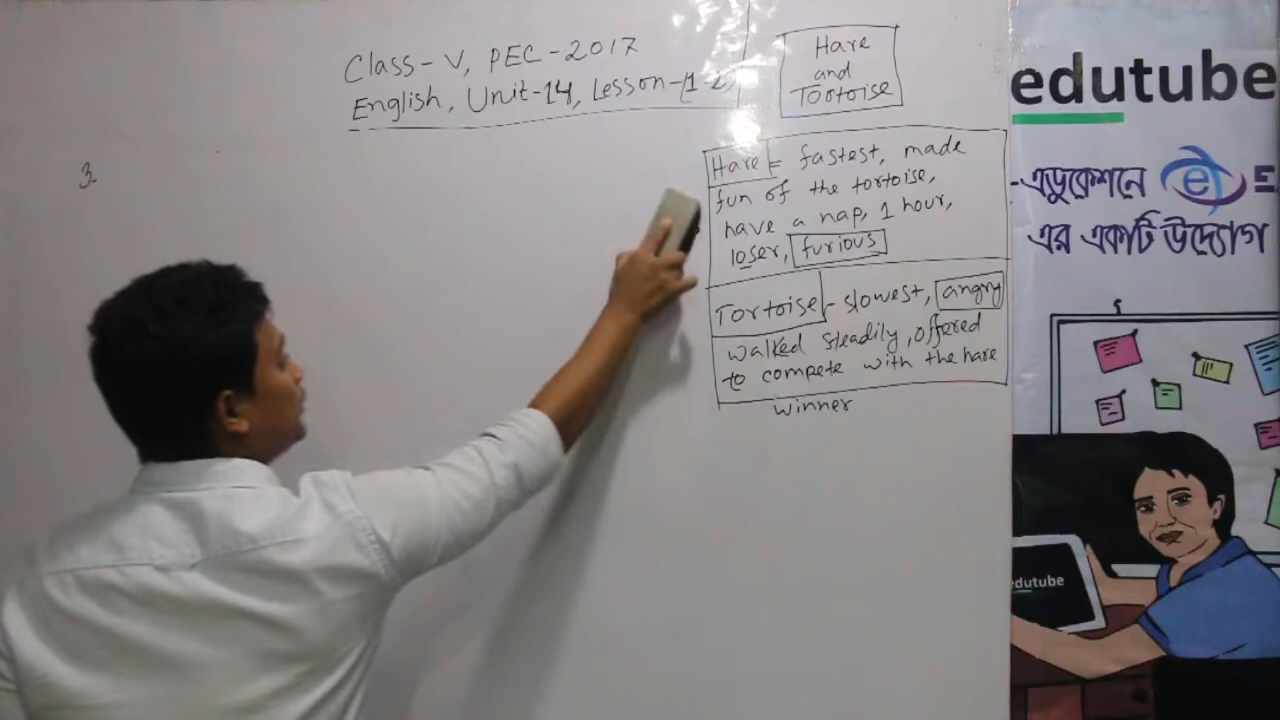 Class-V, PEC-2017
English, Unit-14, Lesson-(1-2)
Hare
and
Tortoise
3.
Hare = fastest, made
fun of the tortoise,
have a nap, 1 hour,
loser, furious
Tortoise - slowest, angry
walked steadily, offered
to compete with the hare
winner
edutube
-এডুকেশনে e E
এর একটি উদ্যোগ
edutube